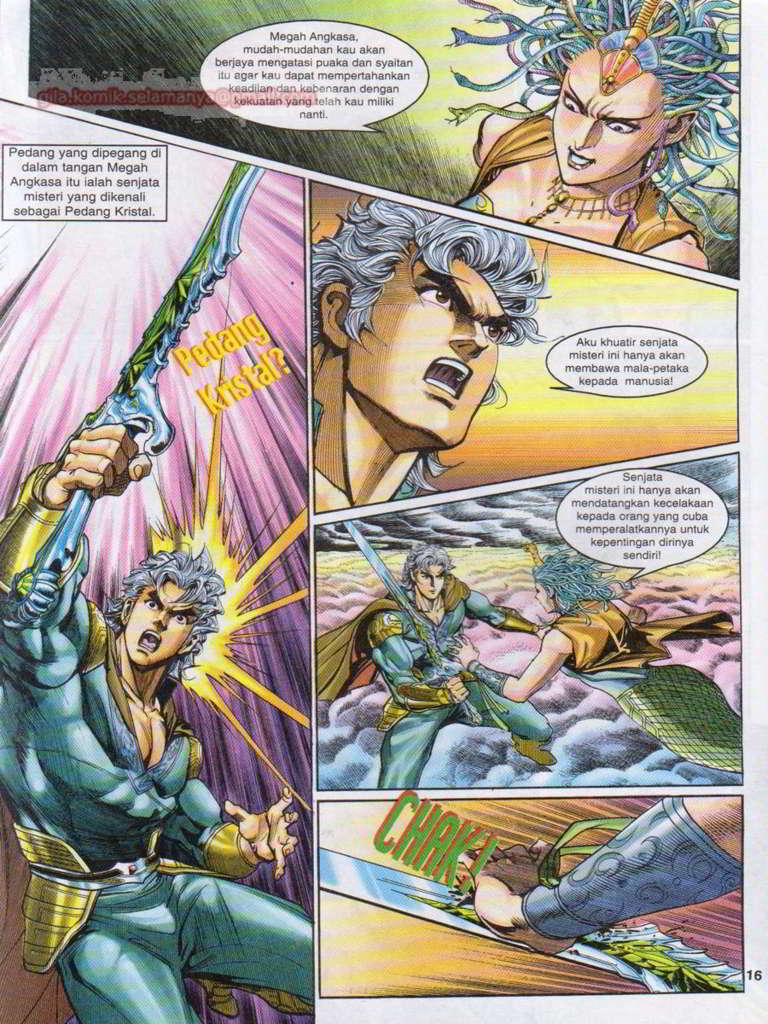 Megah Angkasa,
mudah-mudahan kau akan
berjaya mengatasi puaka dan syaitan
itu agar kau dapat mempertahankan
keadilan dan kebenaran dengan
kekuatan yang telah kau miliki
nanti.
gila.komik.selamanya@
Pedang yang dipegang di
dalam tangan Megah
Angkasa itu ialah senjata
misteri yang dikenali
sebagai Pedang Kristal.
Pedang
Kristal?
Aku khuatir senjata
misteri ini hanya akan
membawa mala-petaka
kepada manusia!
Senjata
misteri ini hanya akan
mendatangkan kecelakaan
kepada orang yang cuba
memperalatkannya untuk
kepentingan dirinya
sendiri!
CHAK!
16